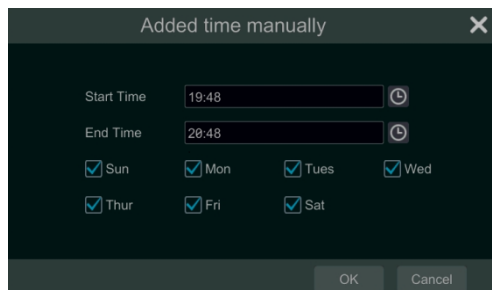 Added time manually
Start Time 19:48
End Time 20:48
Sun Mon Tues Wed
Thur Fri Sat
OK Cancel